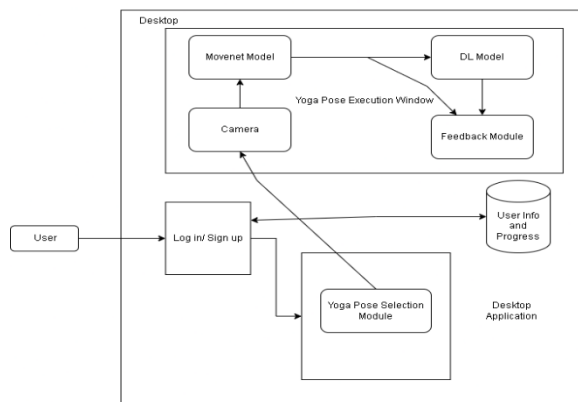 Desktop
Movenet Model
DL Model
Yoga Pose Execution Window
Camera
Feedback Module
User
Log in/ Sign up
User Info
and
Progress
Yoga Pose Selection
Module
Desktop
Application